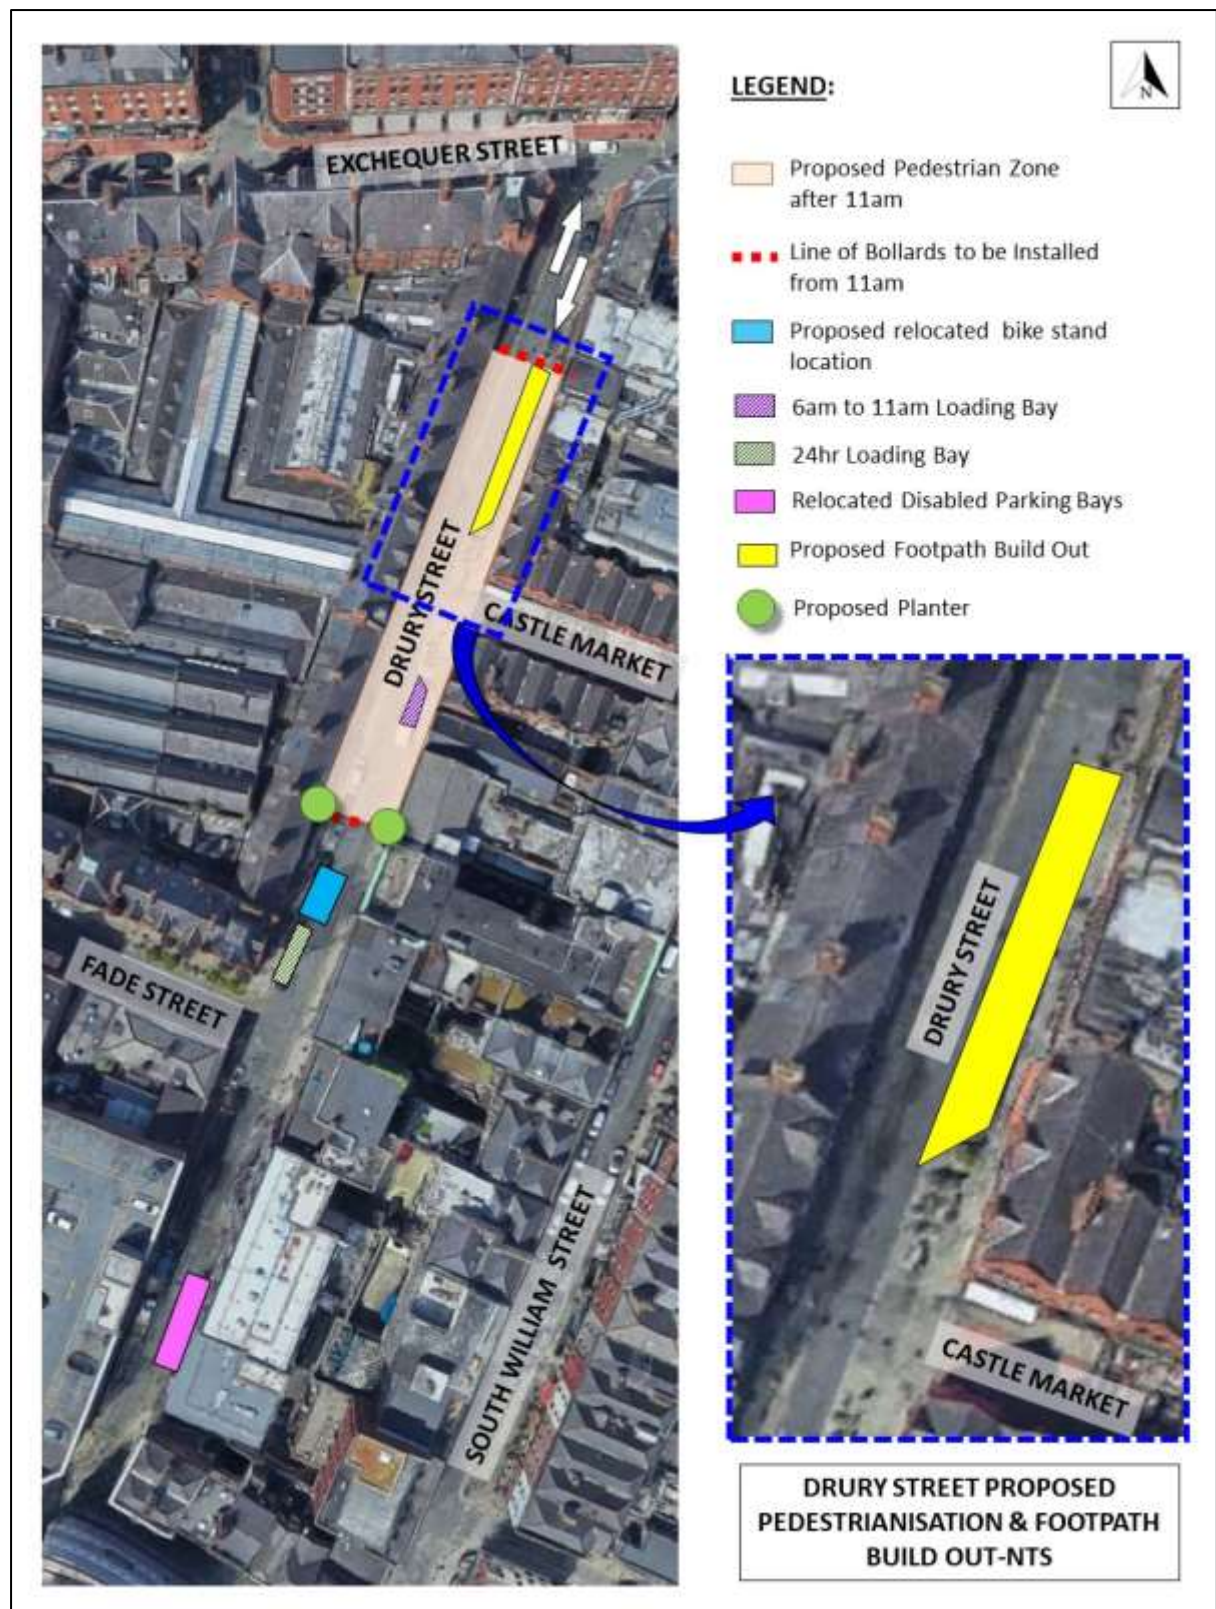 EXCHEQUER STREET
DRURY STREET
CASTLE MARKET
FADE STREET
SOUTH WILLIAM STREET
LEGEND:
N
Proposed Pedestrian Zone
after 11am
Line of Bollards to be Installed
from 11am
Proposed relocated bike stand
location
6am to 11am Loading Bay
24hr Loading Bay
Relocated Disabled Parking Bays
Proposed Footpath Build Out
Proposed Planter
DRURY STREET
CASTLE MARKET
DRURY STREET PROPOSED
PEDESTRIANISATION & FOOTPATH
BUILD OUT-NTS